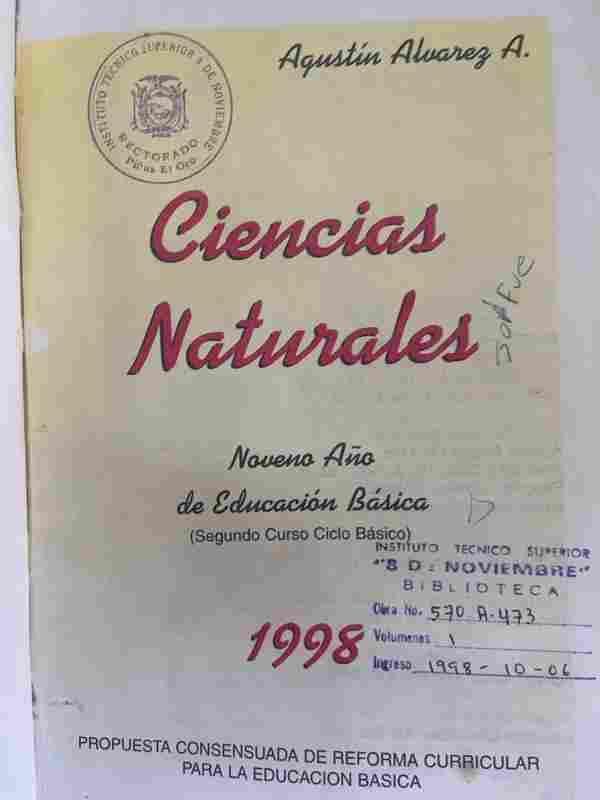 Agustín Alvarez A.
INSTITUTO TECNICO SUPERIOR 8 DE NOVIEMBRE
RECTORADO
Piñas El Oro
Ciencias
Naturales
Noveno Año
de Educación Básica
(Segundo Curso Ciclo Básico)
INSTITUTO TECNICO SUPERIOR
"8 DE NOVIEMBRE"
BIBLIOTECA
Obra No. 570 A-473
Volumenes 1
Ingreso 1998-10-06
1998
PROPUESTA CONSENSUADA DE REFORMA CURRICULAR
PARA LA EDUCACION BASICA